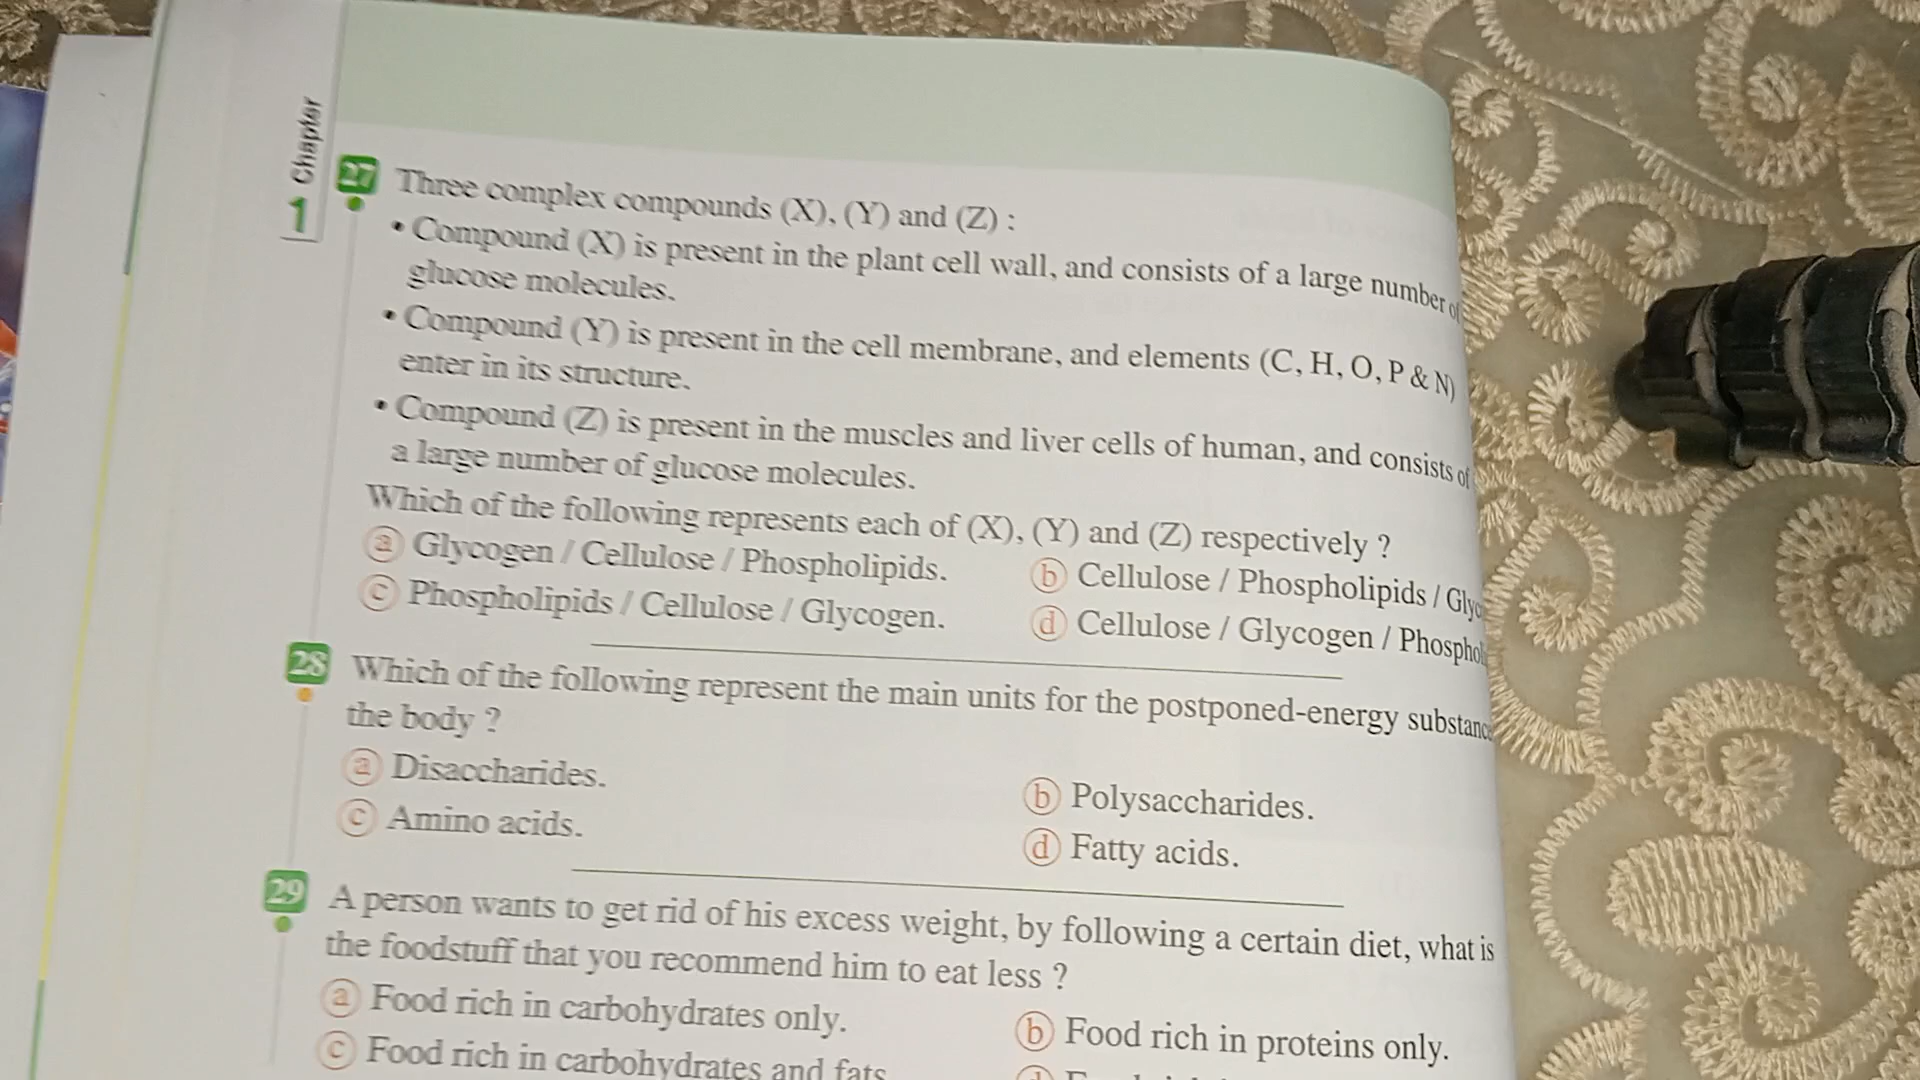 Chapter
1
27 Three complex compounds (X), (Y) and (Z) :
• Compound (X) is present in the plant cell wall, and consists of a large number of
glucose molecules.
• Compound (Y) is present in the cell membrane, and elements (C, H, O, P & N)
enter in its structure.
• Compound (Z) is present in the muscles and liver cells of human, and consists of
a large number of glucose molecules.
Which of the following represents each of (X), (Y) and (Z) respectively ?
a Glycogen / Cellulose / Phospholipids.
b Cellulose / Phospholipids / Glyc
c Phospholipids / Cellulose / Glycogen.
d Cellulose / Glycogen / Phosphol
28 Which of the following represent the main units for the postponed-energy substanc
the body ?
a Disaccharides.
b Polysaccharides.
c Amino acids.
d Fatty acids.
29 A person wants to get rid of his excess weight, by following a certain diet, what is
the foodstuff that you recommend him to eat less ?
a Food rich in carbohydrates only.
b Food rich in proteins only.
c Food rich in carbohydrates and fats